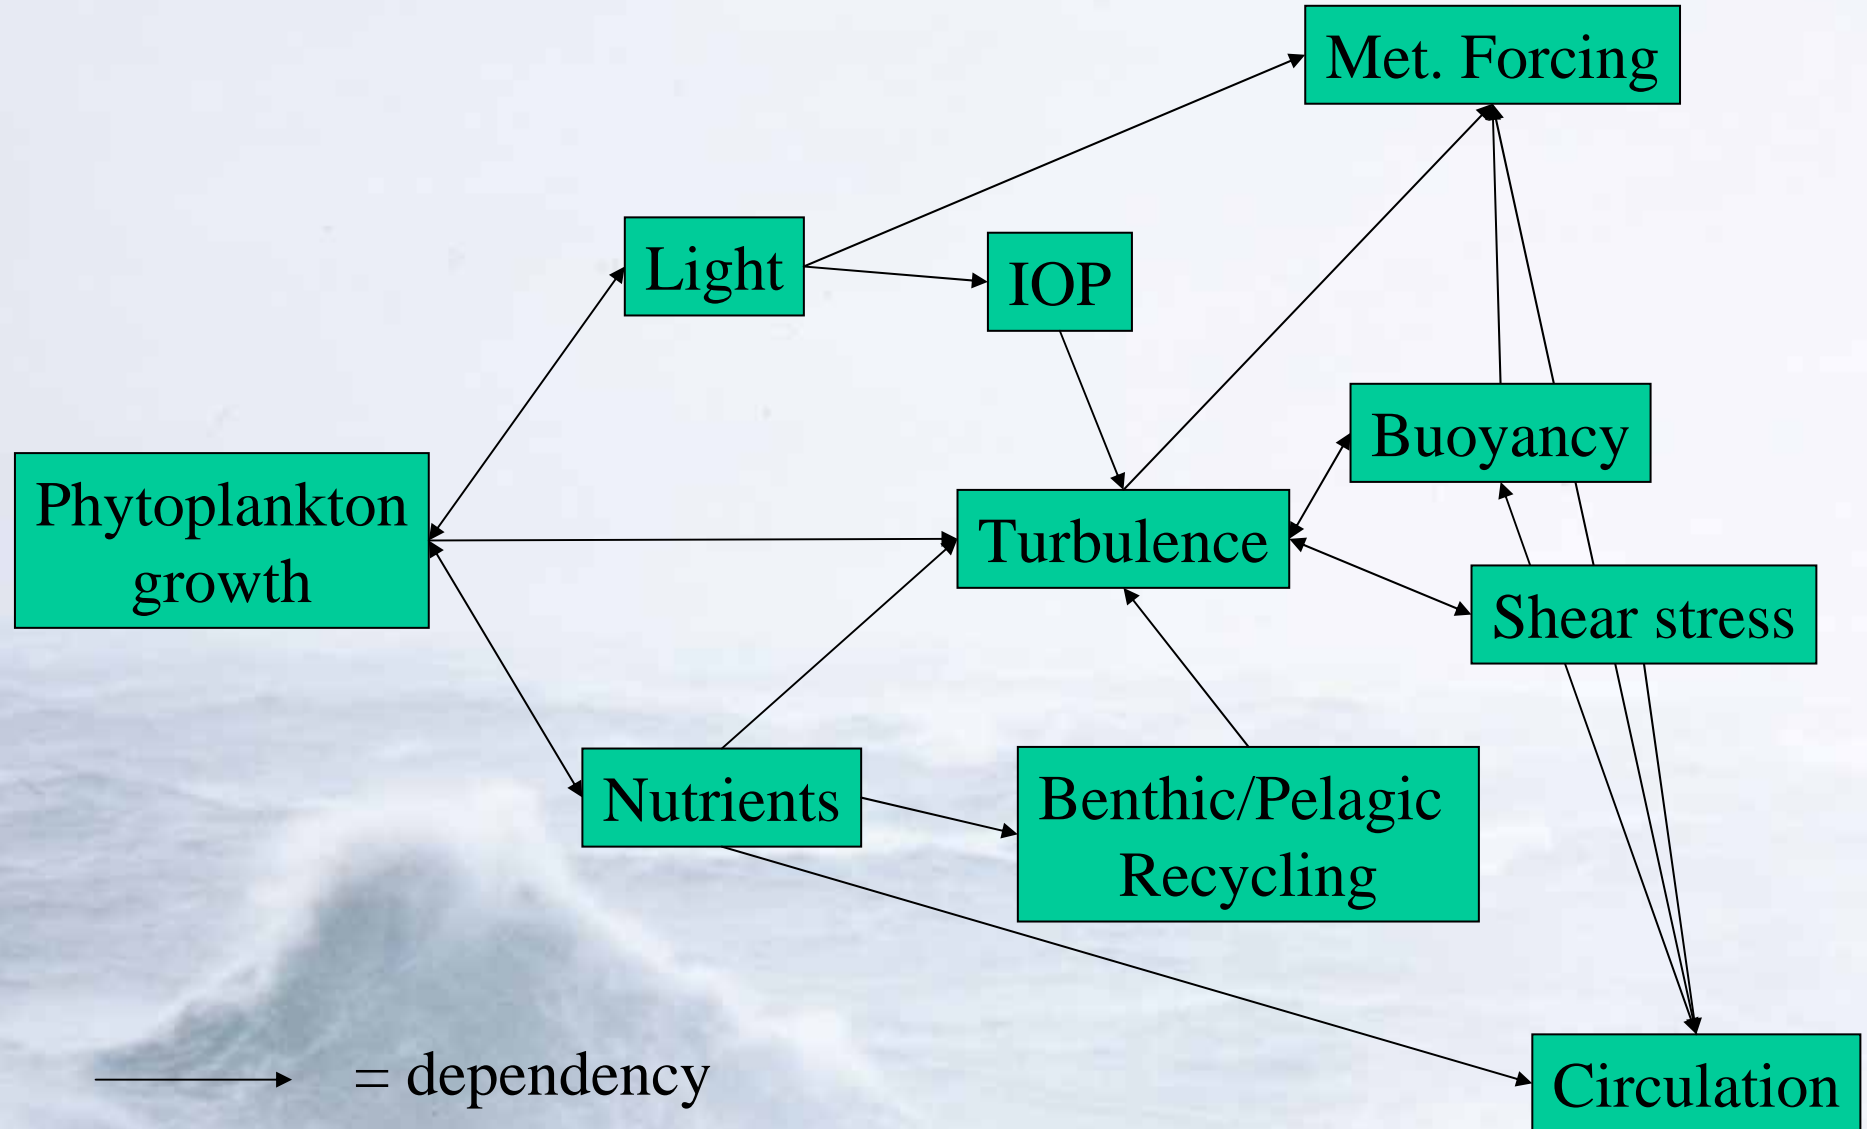 Met. Forcing
Light
IOP
Buoyancy
Phytoplankton
growth
Turbulence
Shear stress
Nutrients
Benthic/Pelagic
Recycling
= dependency
Circulation